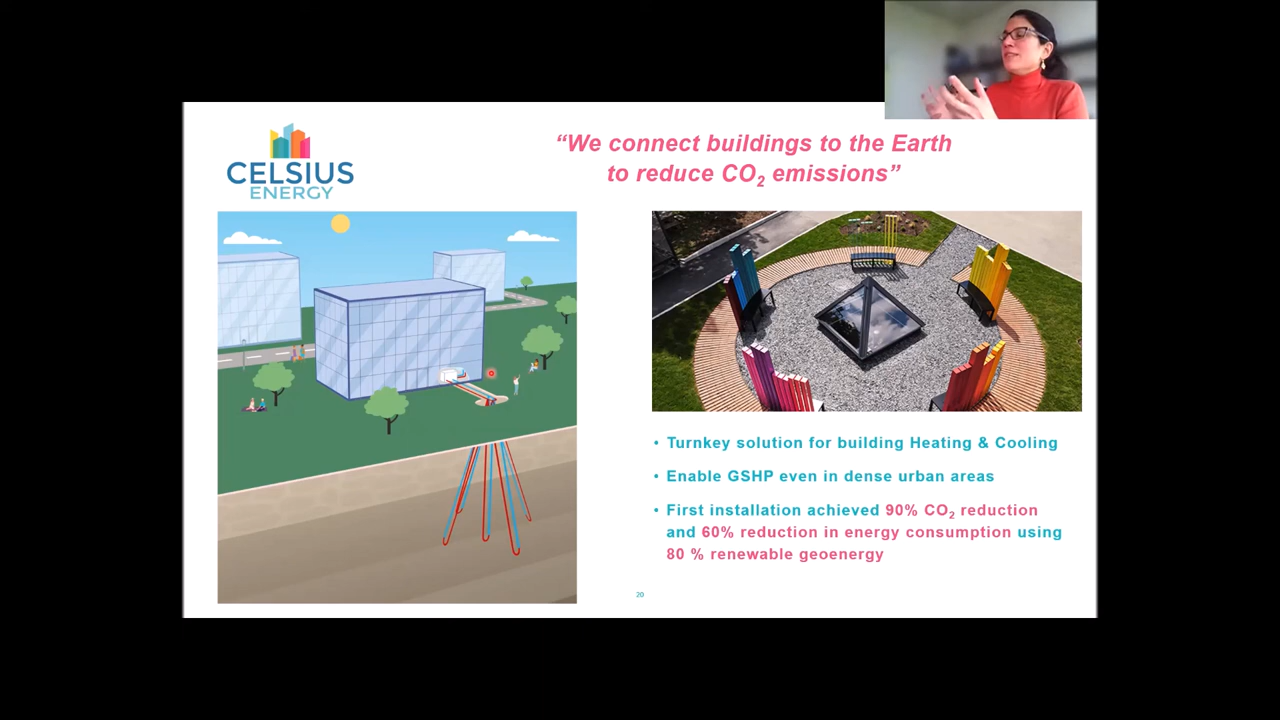 CELSIUS
ENERGY
“We connect buildings to the Earth
to reduce CO₂ emissions”
• Turnkey solution for building Heating & Cooling
• Enable GSHP even in dense urban areas
• First installation achieved 90% CO₂ reduction
and 60% reduction in energy consumption using
80 % renewable geoenergy
20